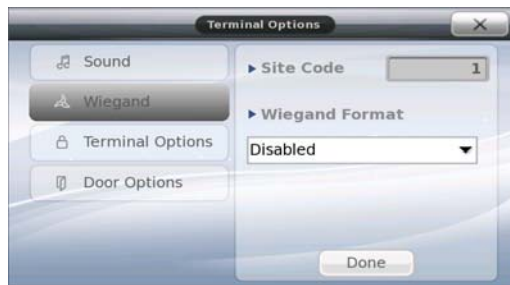 Terminal Options
Sound
Wiegand
Terminal Options
Door Options
Site Code
1
Wiegand Format
Disabled
Done